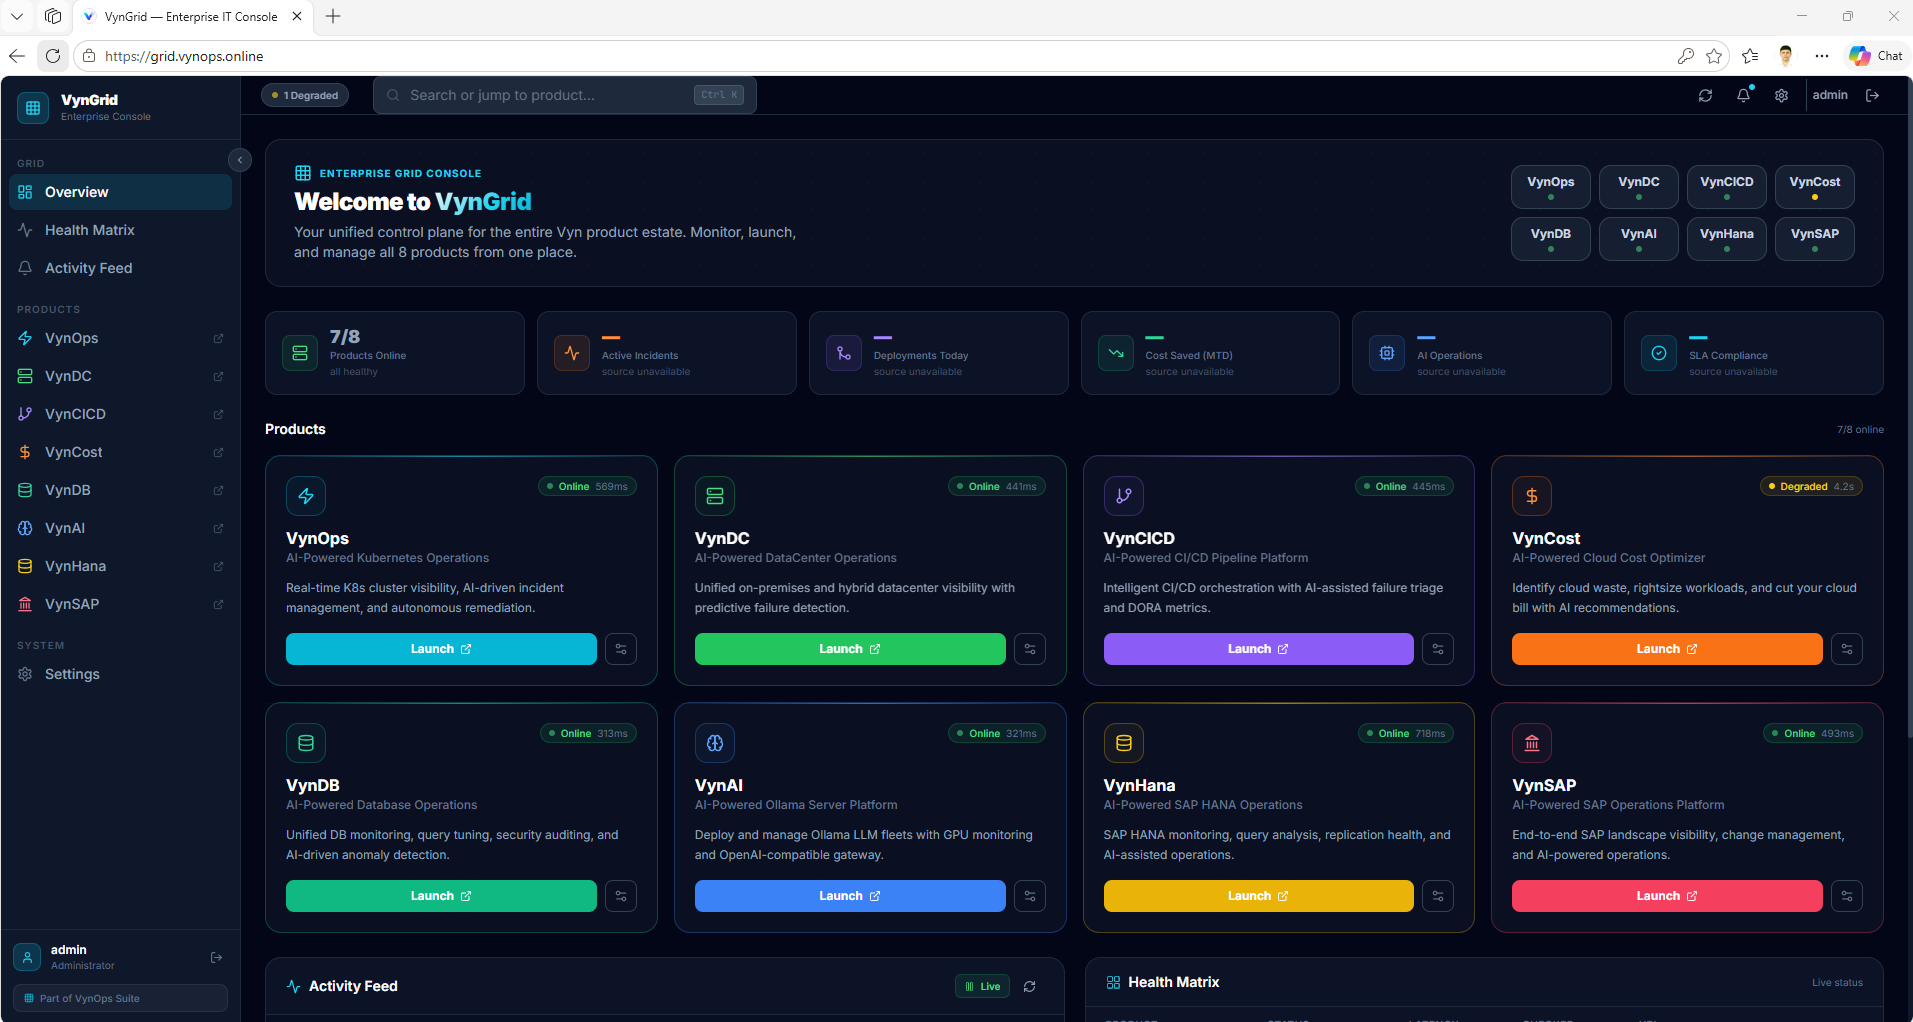 VynGrid — Enterprise IT Console
https://grid.vynops.online
Chat
VynGrid
Enterprise Console
1 Degraded
Search or jump to product...
Ctrl K
admin
GRID
Overview
Health Matrix
Activity Feed
PRODUCTS
VynOps
VynDC
VynCICD
VynCost
VynDB
VynAI
VynHana
VynSAP
SYSTEM
Settings
admin
Administrator
Part of VynOps Suite
ENTERPRISE GRID CONSOLE
Welcome to VynGrid
Your unified control plane for the entire Vyn product estate. Monitor, launch,
and manage all 8 products from one place.
VynOps
VynDC
VynCICD
VynCost
VynDB
VynAI
VynHana
VynSAP
7/8
Products Online
all healthy
—
Active Incidents
source unavailable
—
Deployments Today
source unavailable
—
Cost Saved (MTD)
source unavailable
—
AI Operations
source unavailable
—
SLA Compliance
source unavailable
Products
7/8 online
Online 569ms
VynOps
AI-Powered Kubernetes Operations
Real-time K8s cluster visibility, AI-driven incident
management, and autonomous remediation.
Launch
Online 441ms
VynDC
AI-Powered DataCenter Operations
Unified on-premises and hybrid datacenter visibility with
predictive failure detection.
Launch
Online 445ms
VynCICD
AI-Powered CI/CD Pipeline Platform
Intelligent CI/CD orchestration with AI-assisted failure triage
and DORA metrics.
Launch
Degraded 4.2s
VynCost
AI-Powered Cloud Cost Optimizer
Identify cloud waste, rightsize workloads, and cut your cloud
bill with AI recommendations.
Launch
Online 313ms
VynDB
AI-Powered Database Operations
Unified DB monitoring, query tuning, security auditing, and
AI-driven anomaly detection.
Launch
Online 321ms
VynAI
AI-Powered Ollama Server Platform
Deploy and manage Ollama LLM fleets with GPU monitoring
and OpenAI-compatible gateway.
Launch
Online 718ms
VynHana
AI-Powered SAP HANA Operations
SAP HANA monitoring, query analysis, replication health, and
AI-assisted operations.
Launch
Online 493ms
VynSAP
AI-Powered SAP Operations Platform
End-to-end SAP landscape visibility, change management,
and AI-powered operations.
Launch
Activity Feed
Live
Health Matrix
Live status